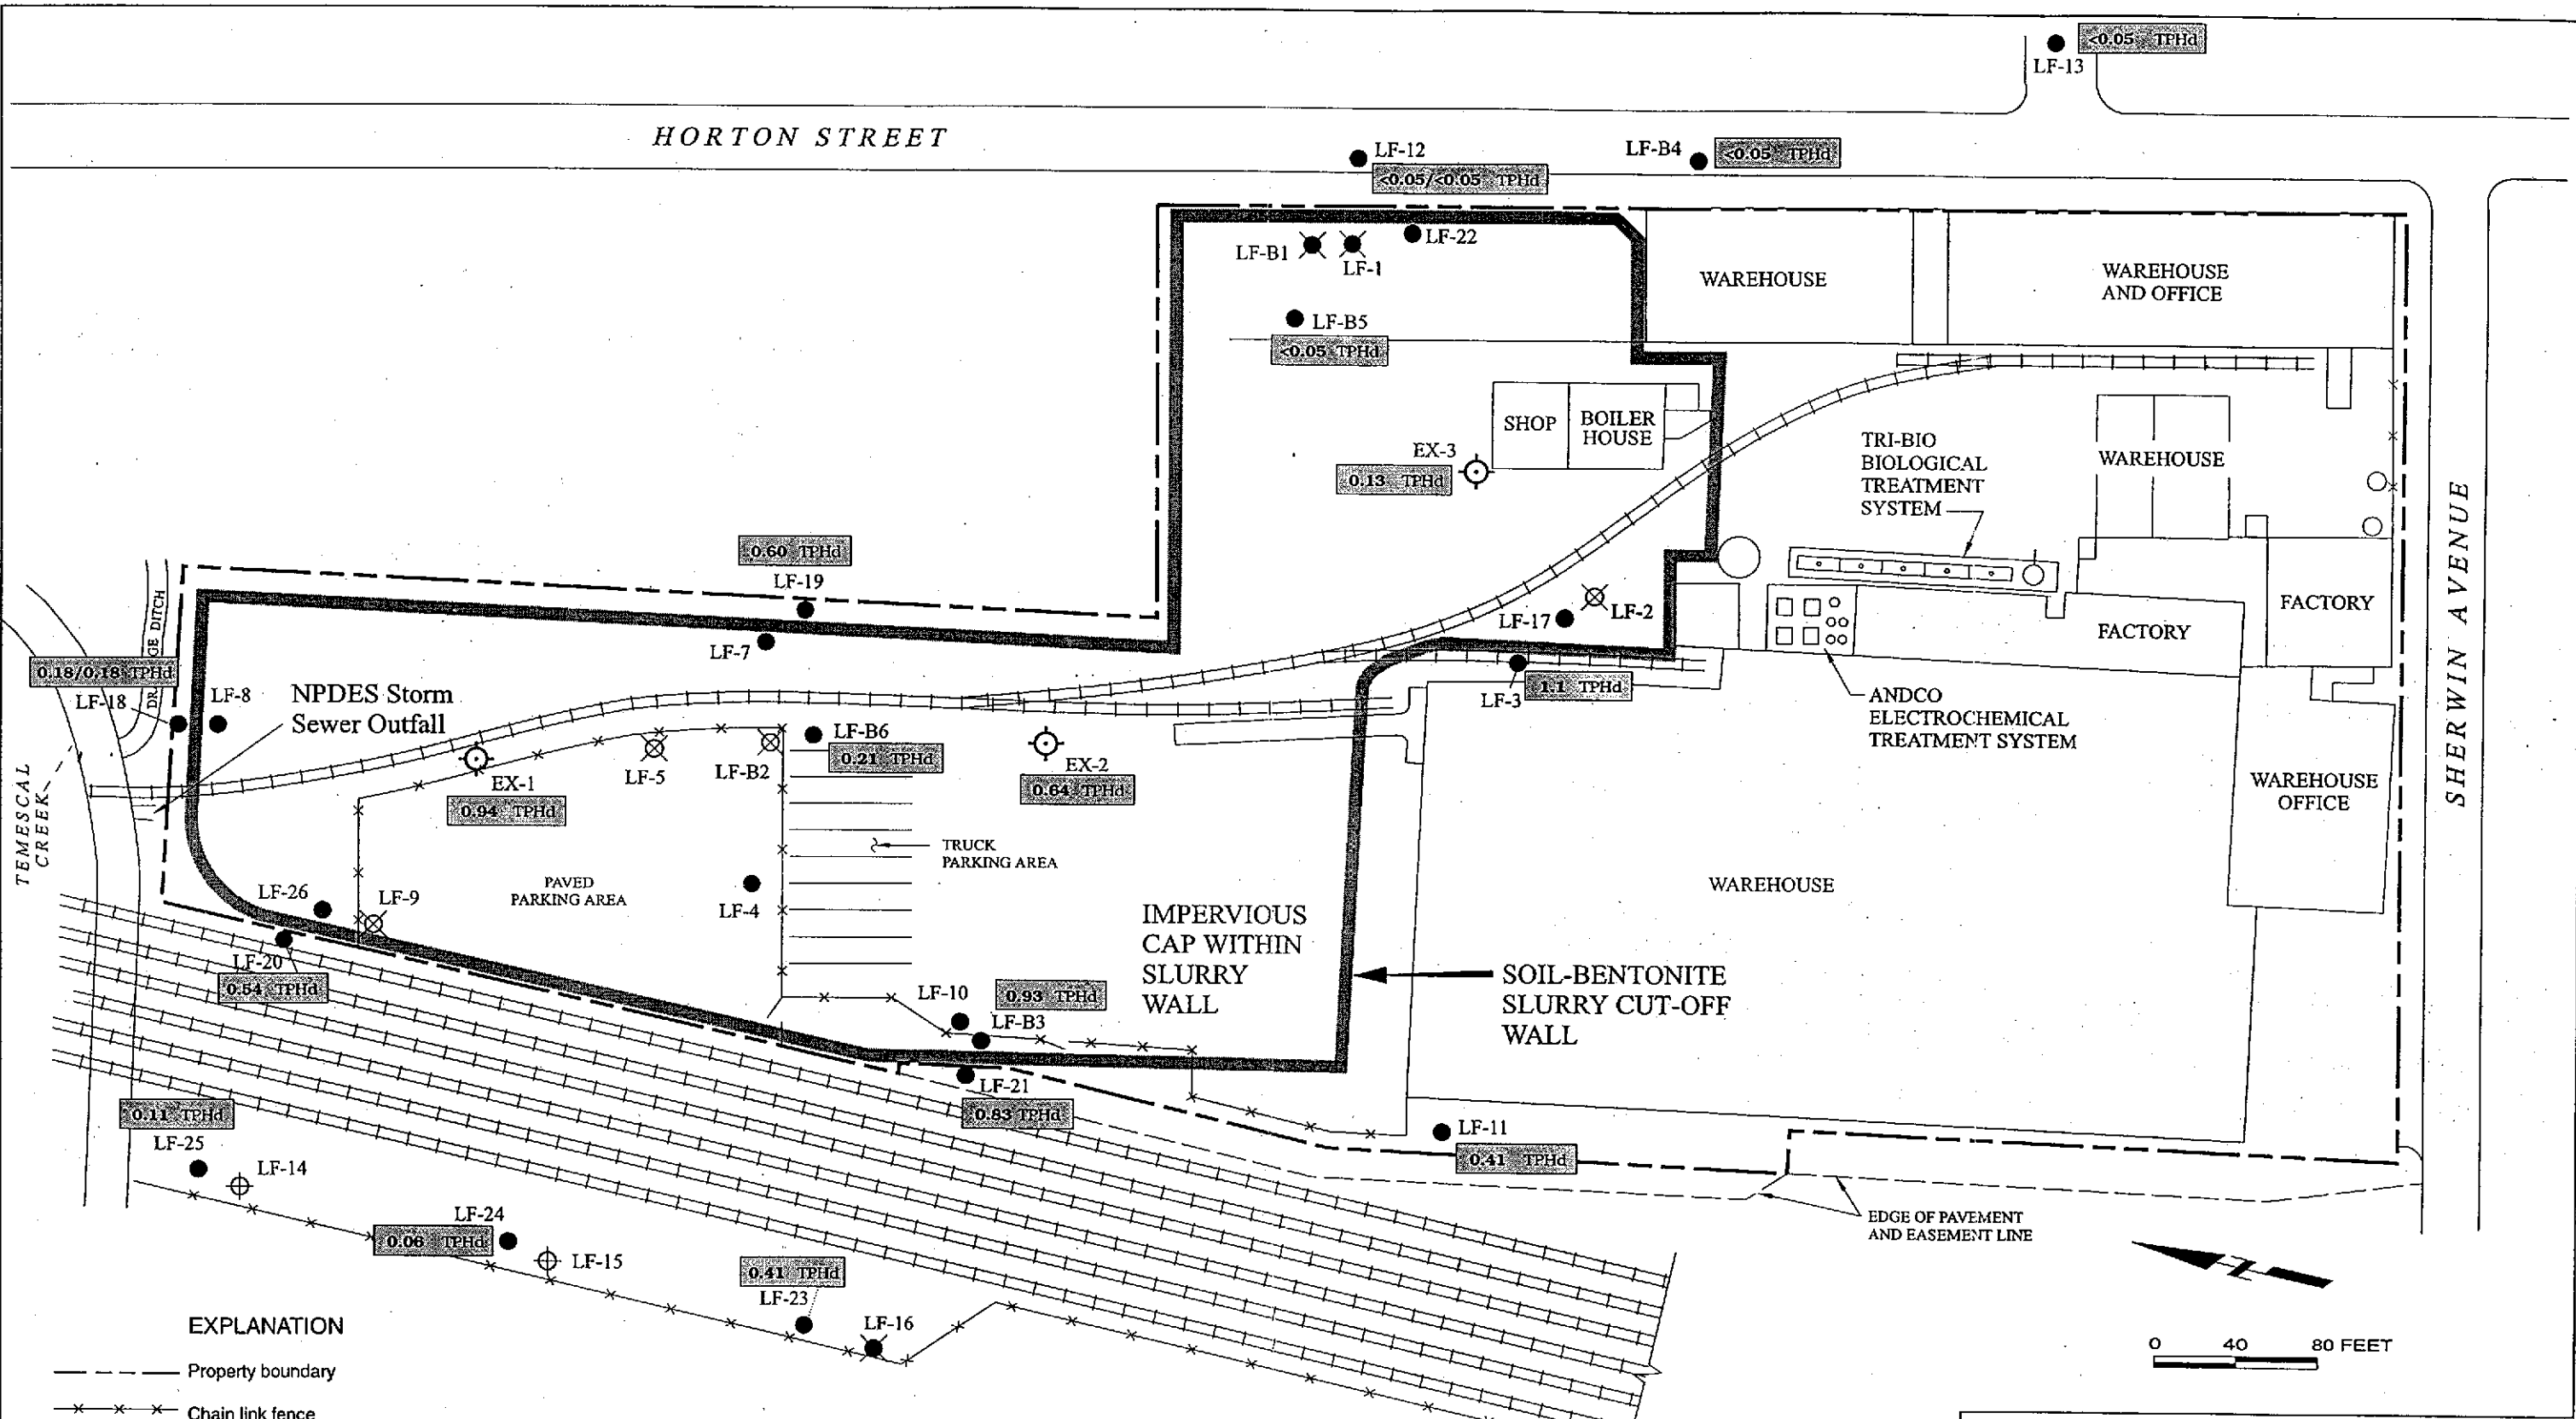 <0.05 TPHd
LF-13
HORTON STREET
LF-12
<0.05/<0.05 TPHd
LF-B4
<0.05 TPHd
LF-B1
LF-1
LF-22
LF-B5
<0.05 TPHd
WAREHOUSE
WAREHOUSE
AND OFFICE
SHOP
BOILER
HOUSE
EX-3
0.13 TPHd
TRI-BIO
BIOLOGICAL
TREATMENT
SYSTEM
WAREHOUSE
SHERWIN AVENUE
0.60 TPHd
LF-19
LF-7
LF-17
LF-2
FACTORY
FACTORY
DITCH
0.18/0.18 TPHd
LF-18
LF-8
NPDES Storm
Sewer Outfall
LF-3
1.1 TPHd
ANDCO
ELECTROCHEMICAL
TREATMENT SYSTEM
TEMESCAL
CREEK
EX-1
0.94 TPHd
LF-5
LF-B2
LF-B6
0.21 TPHd
EX-2
0.64 TPHd
WAREHOUSE
OFFICE
TRUCK
PARKING AREA
PAVED
PARKING AREA
LF-26
LF-9
LF-4
WAREHOUSE
IMPERVIOUS
CAP WITHIN
SLURRY
WALL
SOIL-BENTONITE
SLURRY CUT-OFF
WALL
LF-20
0.54 TPHd
LF-10
0.93 TPHd
LF-B3
LF-21
0.83 TPHd
LF-11
0.41 TPHd
0.11 TPHd
LF-25
LF-14
LF-24
0.06 TPHd
LF-15
0.41 TPHd
LF-23
LF-16
EDGE OF PAVEMENT
AND EASEMENT LINE
0 40 80 FEET
EXPLANATION
Property boundary
Chain link fence